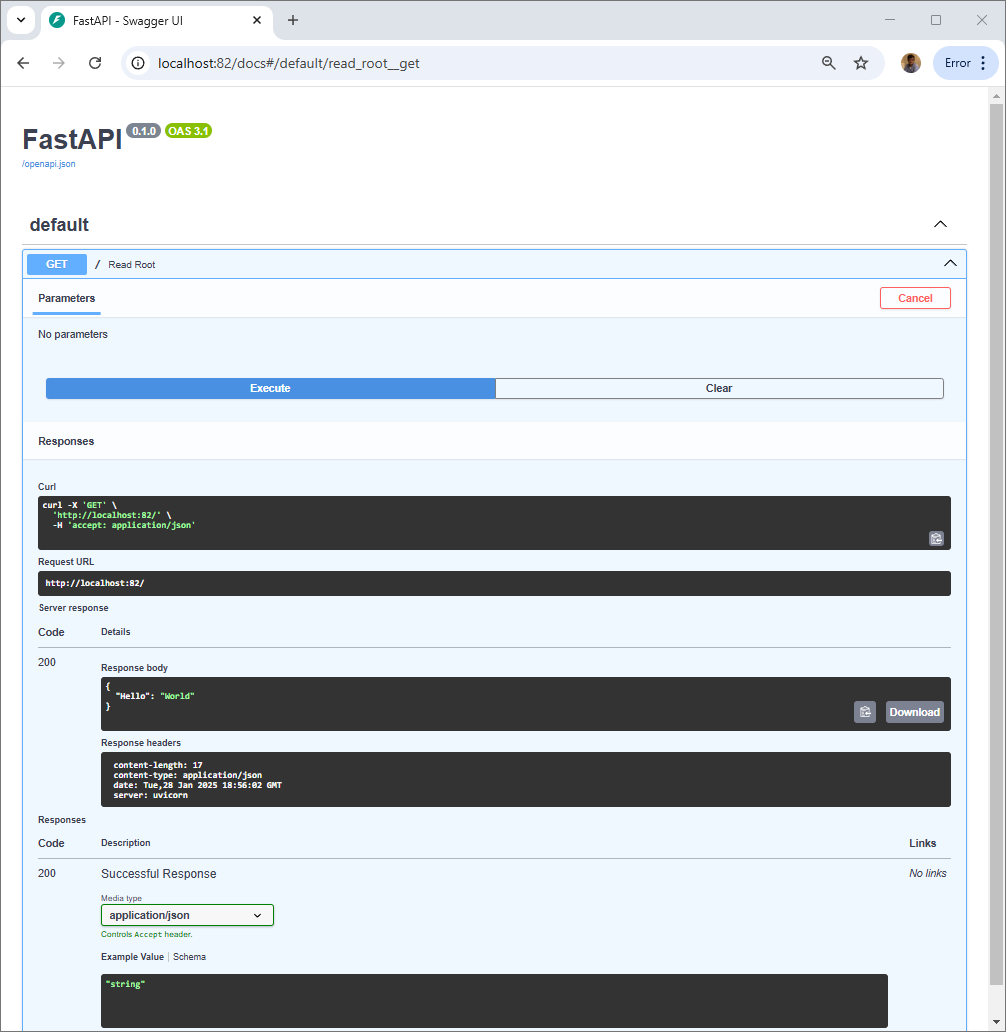 FastAPI - Swagger UI
localhost:82/docs#/default/read_root__get
Error
FastAPI 0.1.0 OAS 3.1
/openapi.json
default
GET / Read Root
Parameters Cancel
No parameters
Execute Clear
Responses
Curl
curl -X 'GET' \
'http://localhost:82/' \
-H 'accept: application/json'
Request URL
http://localhost:82/
Server response
Code Details
200
Response body
{
"Hello": "World"
}
Download
Response headers
content-length: 17
content-type: application/json
date: Tue,28 Jan 2025 18:56:02 GMT
server: uvicorn
Responses
Code Description Links
200 Successful Response No links
Media type
application/json
Controls Accept header.
Example Value | Schema
"string"